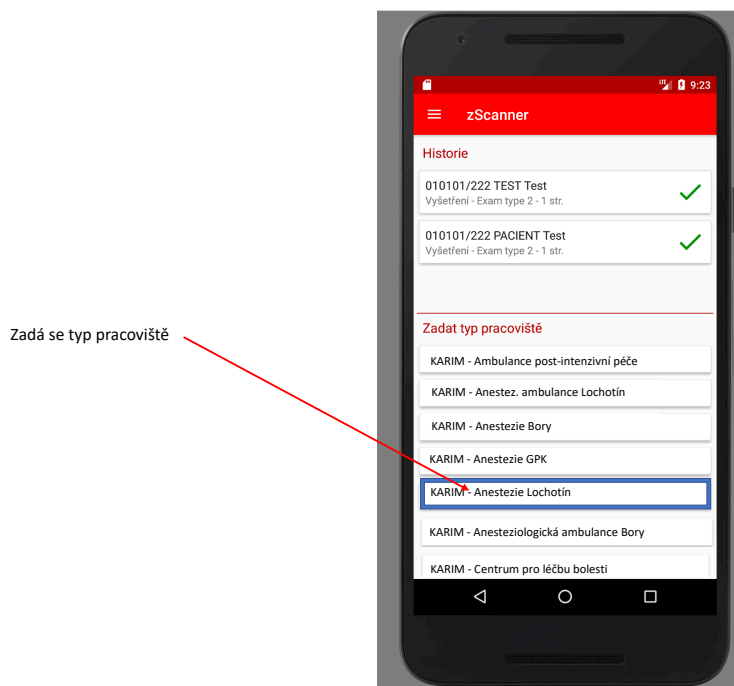 9:23
zScanner
Historie
010101/222 TEST Test
Vyšetření - Exam type 2 - 1 str.
010101/222 PACIENT Test
Vyšetření - Exam type 2 - 1 str.
Zadá se typ pracoviště
Zadat typ pracoviště
KARIM - Ambulance post-intenzivní péče
KARIM - Anestez. ambulance Lochotín
KARIM - Anestezie Bory
KARIM - Anestezie GPK
KARIM - Anestezie Lochotín
KARIM - Anesteziologická ambulance Bory
KARIM - Centrum pro léčbu bolesti